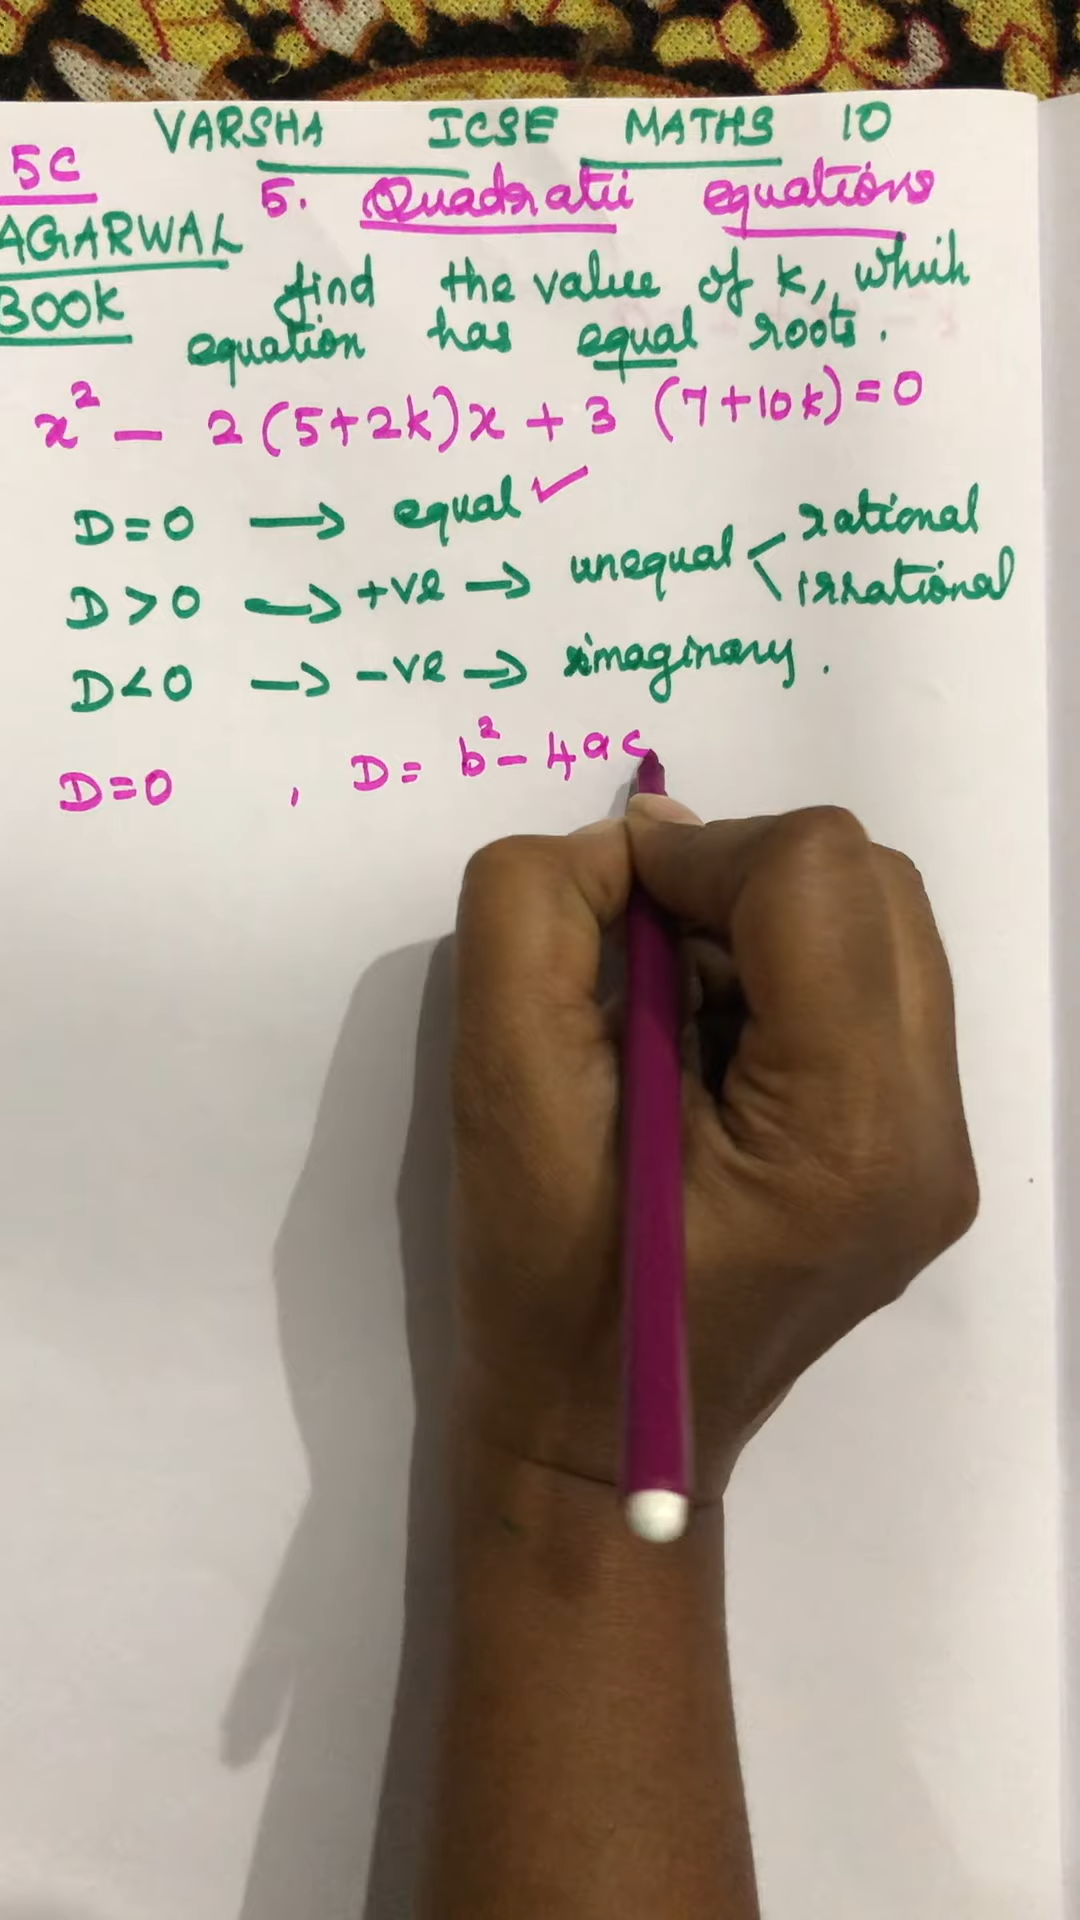 VARSHA ICSE MATHS 10
5C
5. Quadratic equations
AGARWAL
BOOK
find the value of k, which
equation has equal roots.
x² - 2(5+2k)x + 3 (7+10k)=0
D=0 → equal ✓
D>0 → +ve → unequal < rational
irrational
D<0 → -ve → imaginary.
D=0 , D= b²-4ac